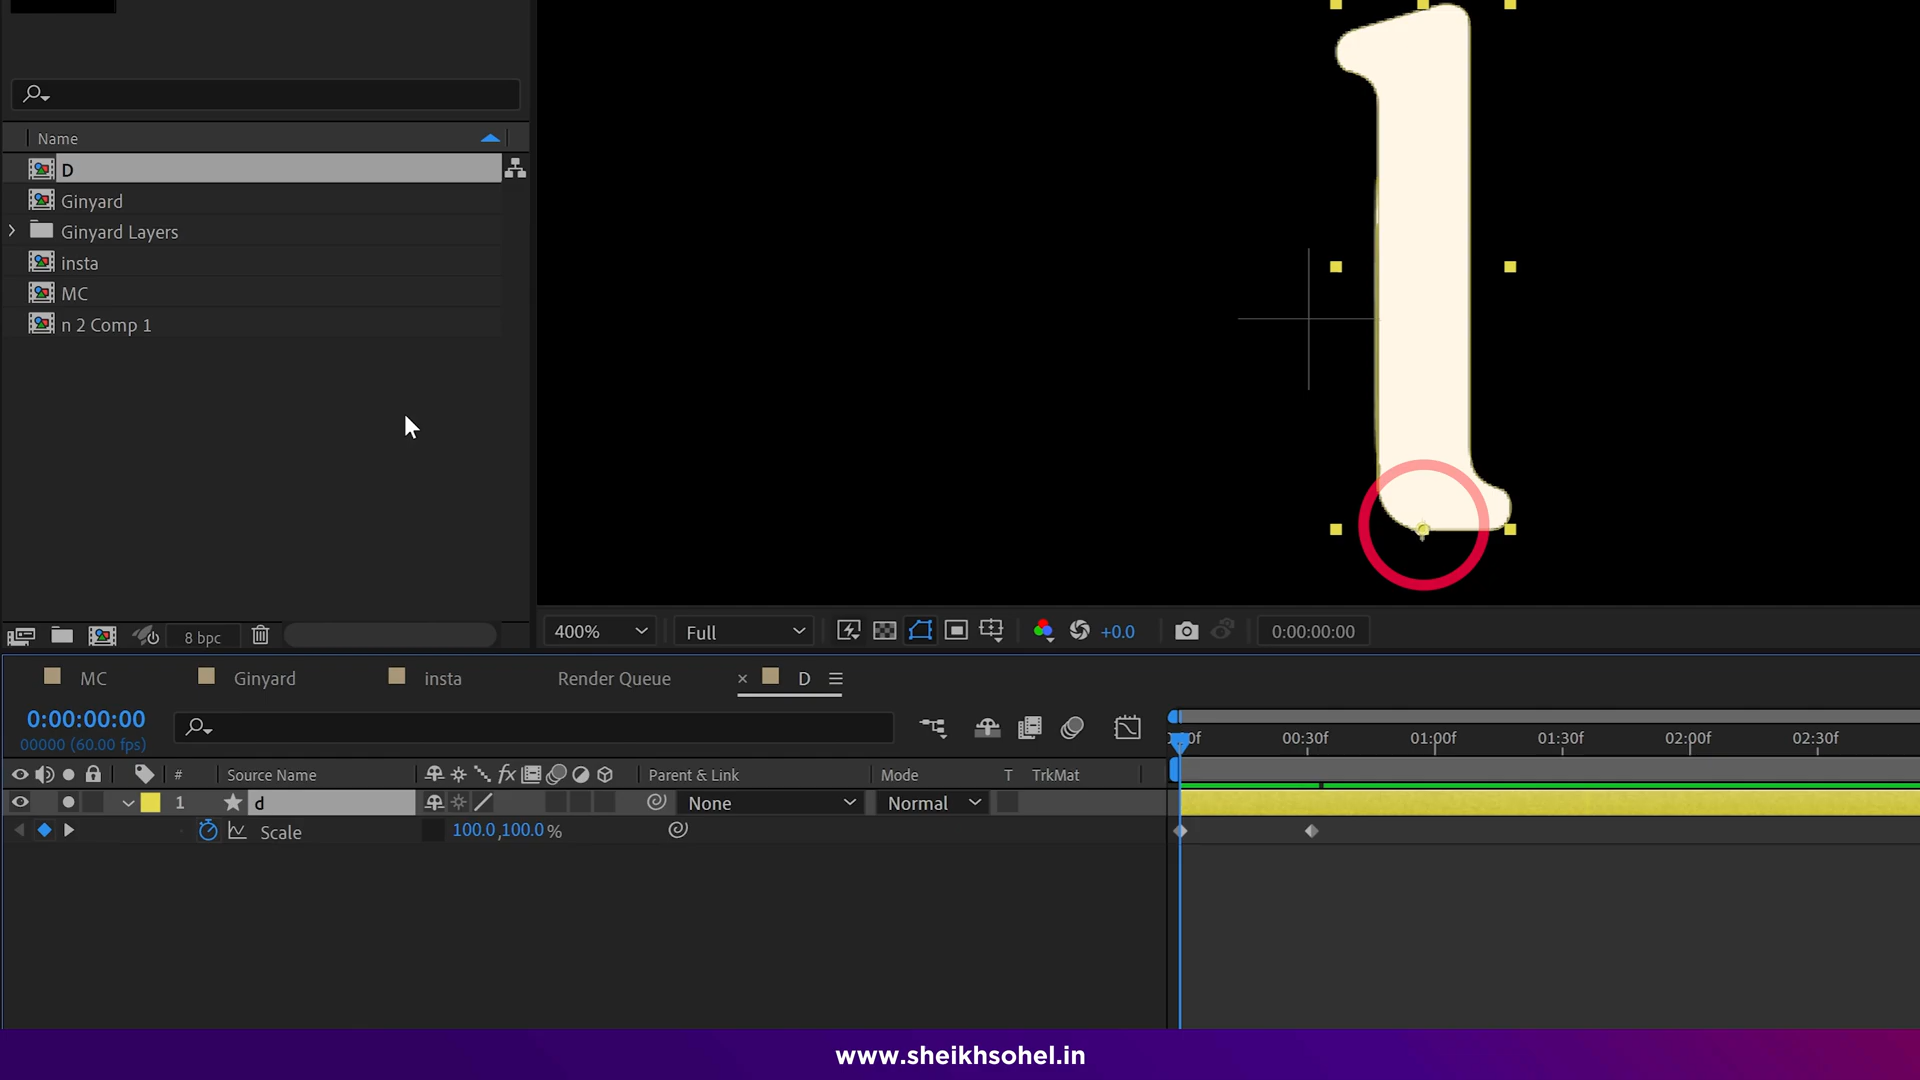 Name
D
Ginyard
Ginyard Layers
insta
MC
n 2 Comp 1
8 bpc
400%
Full
+0.0
0:00:00:00
MC
Ginyard
insta
Render Queue
× D
0:00:00:00
00000 (60.00 fps)
00:30f 01:00f 01:30f 02:00f 02:30f
# Source Name fx Parent & Link Mode T TrkMat
1 d None Normal
Scale 100.0,100.0 %
www.sheikhsohel.in